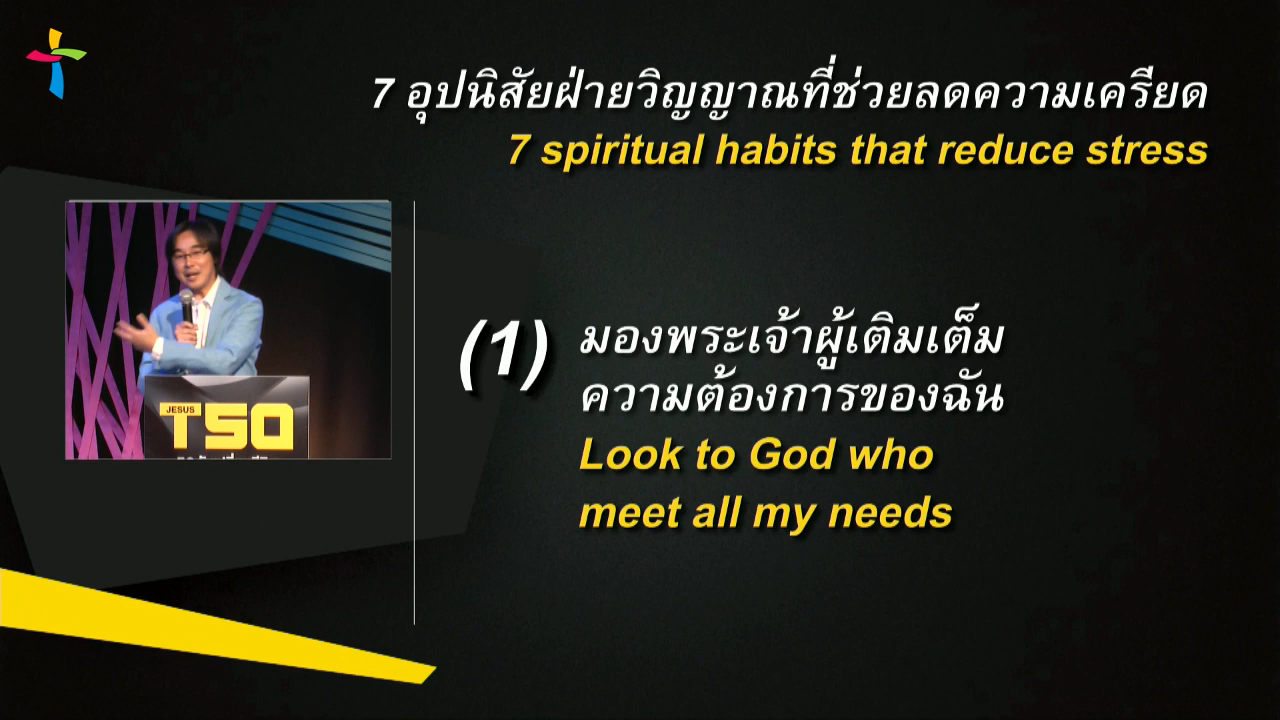 7 อุปนิสัยฝ่ายวิญญาณที่ช่วยลดความเครียด
7 spiritual habits that reduce stress
(1) มองพระเจ้าผู้เติมเต็ม
ความต้องการของฉัน
Look to God who
meet all my needs
JESUS
T50